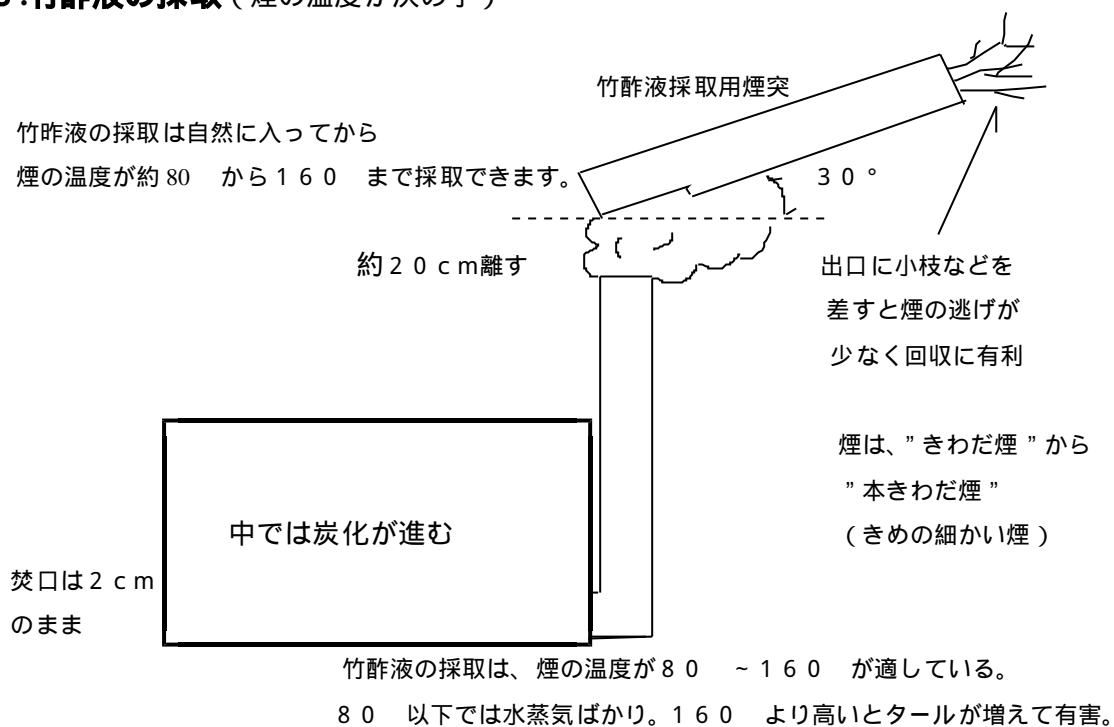 .竹酢液の採取（煙の温度が決め手）
竹酢液採取用煙突
竹昨液の採取は自然に入ってから
煙の温度が約80　から１６０　まで採取できます。
３０°
約２０ｃｍ離す
出口に小枝などを
差すと煙の逃げが
少なく回収に有利
煙は、”きわだ煙”から
”本きわだ煙”
（きめの細かい煙）
中では炭化が進む
焚口は２ｃｍ
のまま
竹酢液の採取は、煙の温度が８０　~１６０　が適している。
８０　以下では水蒸気ばかり。１６０　より高いとタールが増えて有害。